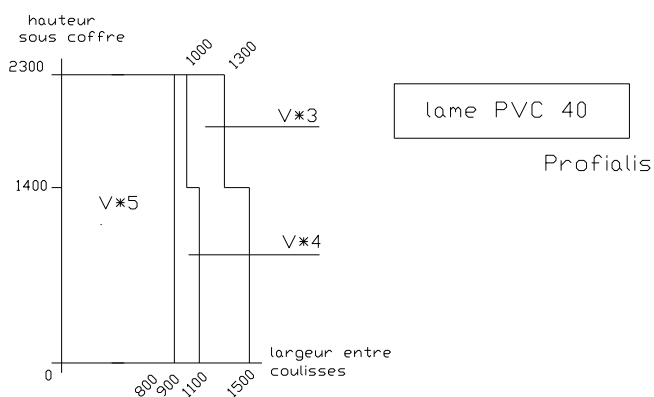 hauteur
sous coffre
2300
1000
1300
V*3
lame PVC 40
Profialis
1400
V*5
V*4
largeur entre
coulisses
0
800
900
1100
1500